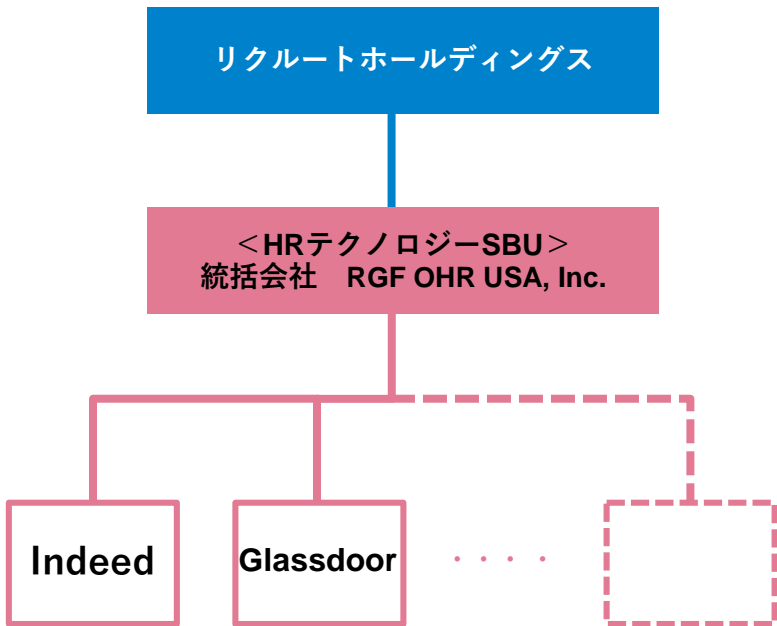 リクルートホールディングス
＜HRテクノロジーSBU＞
統括会社　RGF OHR USA, Inc.
Indeed
Glassdoor
・・・・